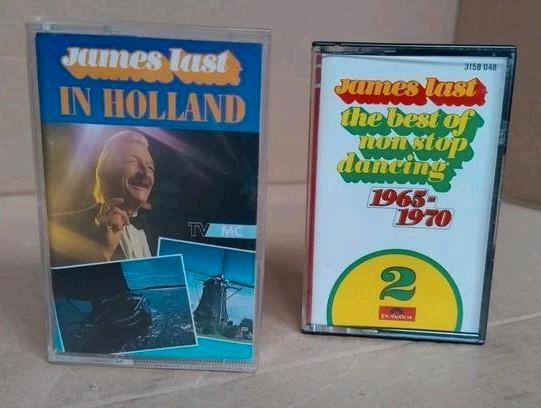 james last
IN HOLLAND
TV MC
3158 048
james last
the best of
non stop
dancing
1965-
1970
2
Polydor